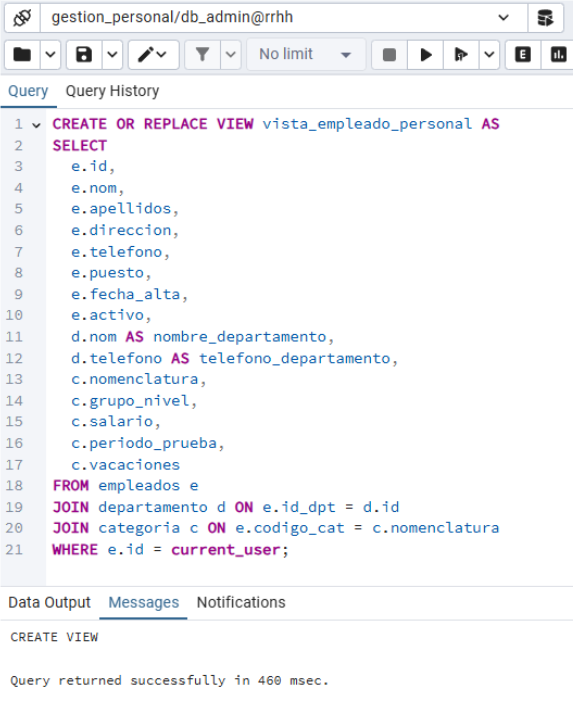 gestion_personal/db_admin@rrhh
No limit
E
Query Query History
1 CREATE OR REPLACE VIEW vista_empleado_personal AS
2 SELECT
3 e.id,
4 e.nom,
5 e.apellidos,
6 e.direccion,
7 e.telefono,
8 e.puesto,
9 e.fecha_alta,
10 e.activo,
11 d.nom AS nombre_departamento,
12 d.telefono AS telefono_departamento,
13 c.nomenclatura,
14 c.grupo_nivel,
15 c.salario,
16 c.periodo_prueba,
17 c.vacaciones
18 FROM empleados e
19 JOIN departamento d ON e.id_dpt = d.id
20 JOIN categoria c ON e.codigo_cat = c.nomenclatura
21 WHERE e.id = current_user;
Data Output Messages Notifications
CREATE VIEW
Query returned successfully in 460 msec.